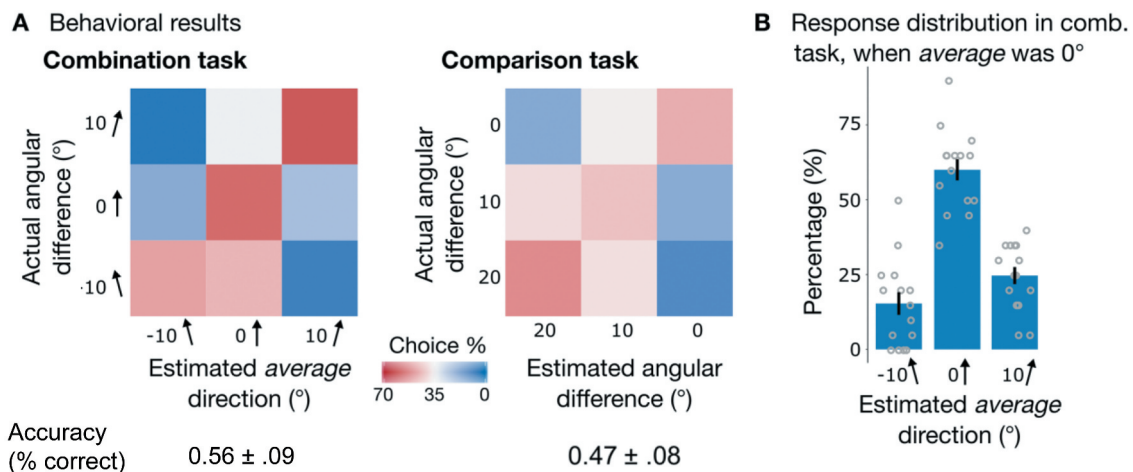 A Behavioral results
Combination task
Actual angular
difference (°)
10
0
-10
-10
0
10
Estimated average
direction (°)
Comparison task
Actual angular
difference (°)
0
10
20
20
10
0
Estimated angular
difference (°)
Choice %
70
35
0
Accuracy
(% correct)
0.56 ± .09
0.47 ± .08
B Response distribution in comb.
task, when average was 0°
Percentage (%)
75
50
25
0
-10
0
10
Estimated average
direction (°)